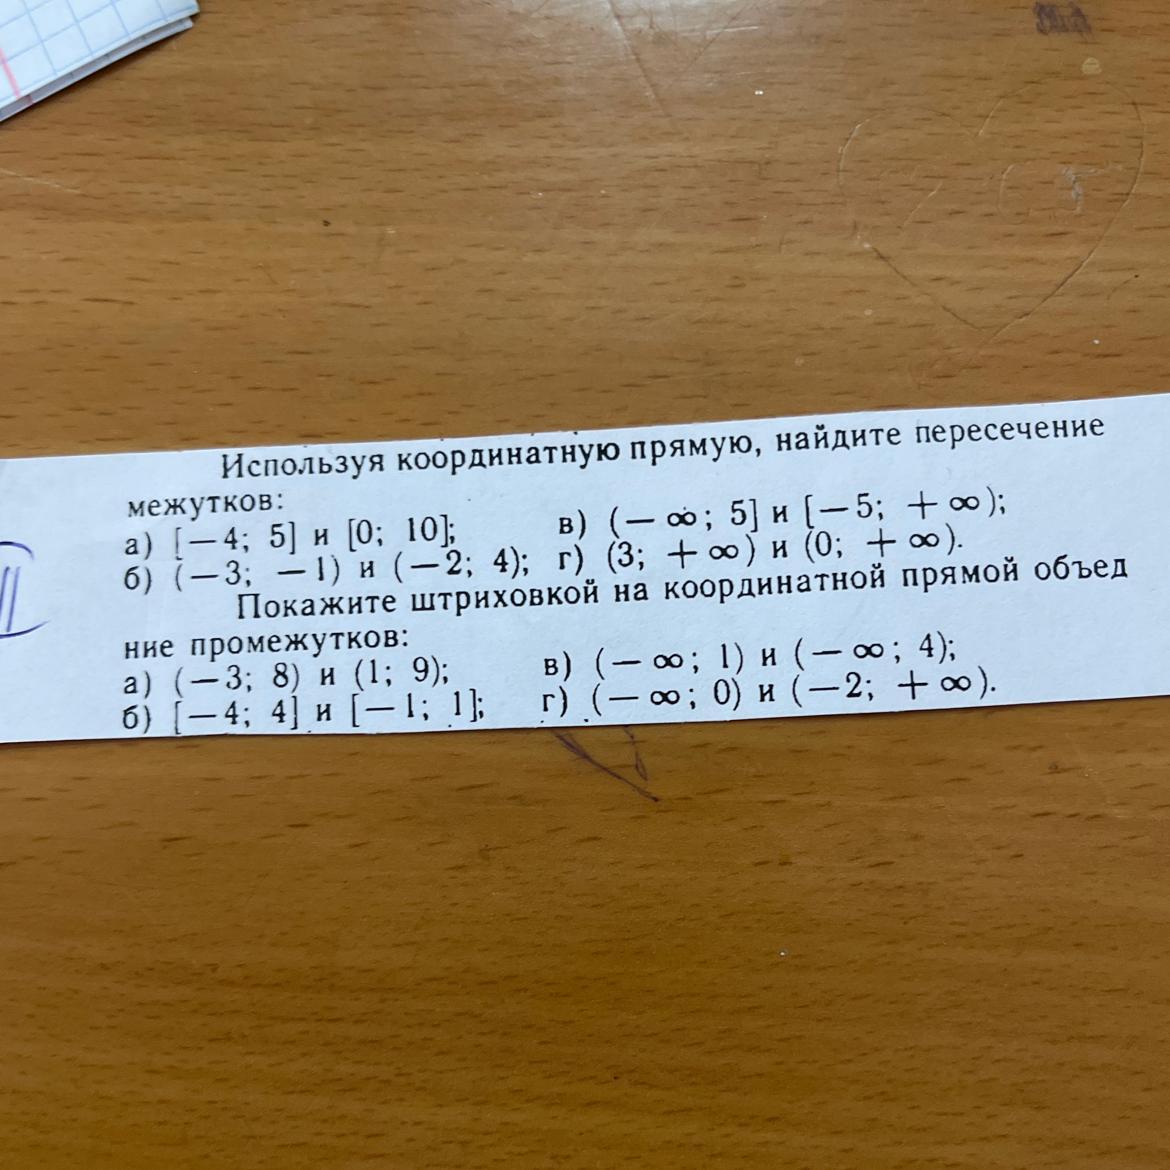 Используя координатную прямую, найдите пересечение
межутков:
а) [−4; 5] и [0; 10]; в) (−∞; 5] и [−5; +∞);
б) (−3; −1) и (−2; 4); г) (3; +∞) и (0; +∞).
Покажите штриховкой на координатной прямой объед
ние промежутков:
а) (−3; 8) и (1; 9); в) (−∞; 1) и (−∞; 4);
б) [−4; 4] и [−1; 1]; г) (−∞; 0) и (−2; +∞).